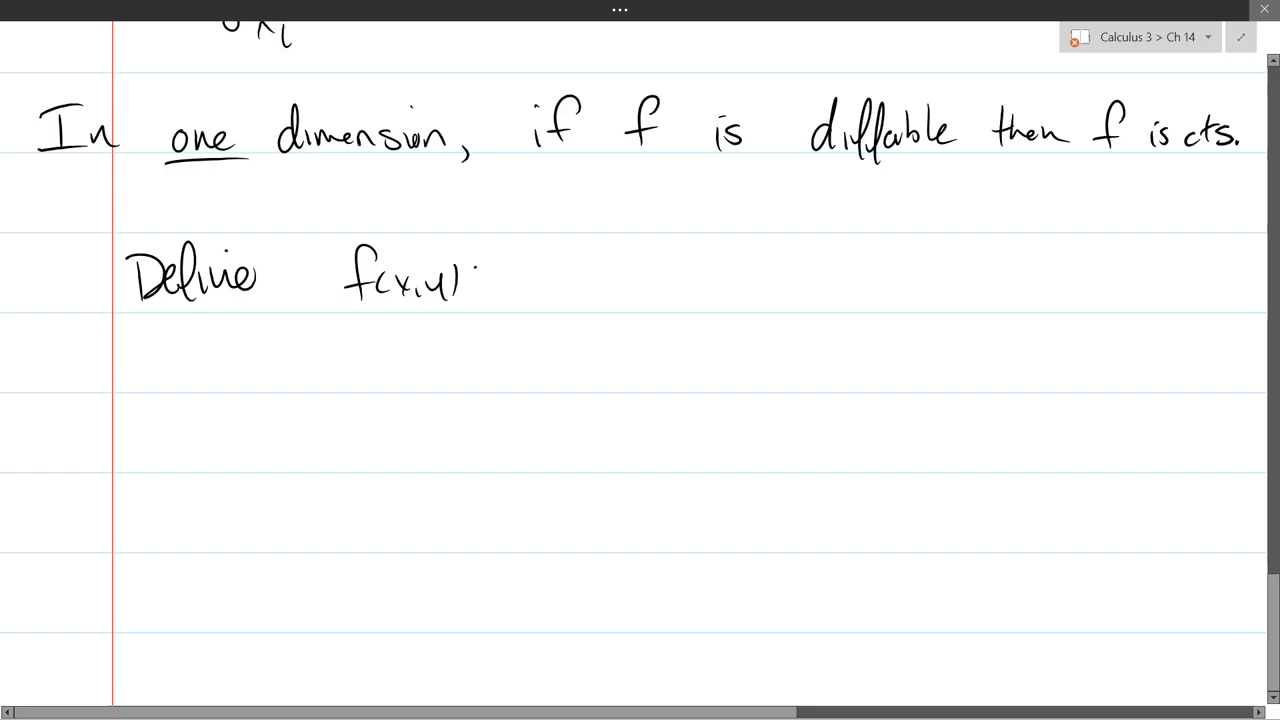 Calculus 3 > Ch 14
In one dimension, if f is diffable then f is cts.
Define f(x,y)